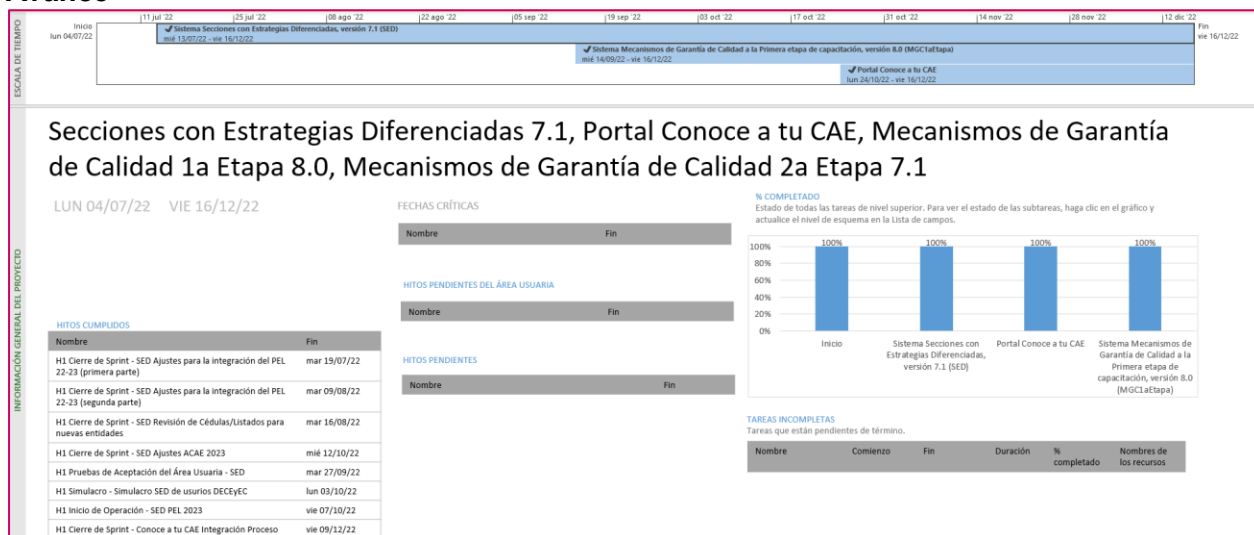 ESCALA DE TIEMPO
Inicio
lun 04/07/22
11 jul '22
25 jul '22
08 ago '22
22 ago '22
05 sep '22
19 sep '22
03 oct '22
17 oct '22
31 oct '22
14 nov '22
28 nov '22
12 dic '22
Sistema Secciones con Estrategias Diferenciadas, versión 7.1 (SED)
mié 13/07/22 - vie 16/12/22
Sistema Mecanismos de Garantía de Calidad a la Primera etapa de capacitación, versión 8.0 (MGC1aEtapa)
mié 14/09/22 - vie 16/12/22
Portal Conoce a tu CAE
lun 24/10/22 - vie 16/12/22
Fin
vie 16/12/22
INFORMACIÓN GENERAL DEL PROYECTO
Secciones con Estrategias Diferenciadas 7.1, Portal Conoce a tu CAE, Mecanismos de Garantía
de Calidad 1a Etapa 8.0, Mecanismos de Garantía de Calidad 2a Etapa 7.1
LUN 04/07/22 VIE 16/12/22
HITOS CUMPLIDOS
Nombre Fin
H1 Cierre de Sprint - SED Ajustes para la integración del PEL mar 19/07/22
22-23 (primera parte)
H1 Cierre de Sprint - SED Ajustes para la integración del PEL mar 09/08/22
22-23 (segunda parte)
H1 Cierre de Sprint - SED Revisión de Cédulas/Listados para mar 16/08/22
nuevas entidades
H1 Cierre de Sprint - SED Ajustes ACAE 2023 mié 12/10/22
H1 Pruebas de Aceptación del Área Usuaria - SED mar 27/09/22
H1 Simulacro - Simulacro SED de usurios DECEyEC lun 03/10/22
H1 Inicio de Operación - SED PEL 2023 vie 07/10/22
H1 Cierre de Sprint - Conoce a tu CAE Integración Proceso vie 09/12/22
FECHAS CRÍTICAS
Nombre Fin
HITOS PENDIENTES DEL ÁREA USUARIA
Nombre Fin
HITOS PENDIENTES
Nombre Fin
% COMPLETADO
Estado de todas las tareas de nivel superior. Para ver el estado de las subtareas, haga clic en el gráfico y
actualice el nivel de esquema en la Lista de campos.
100%
80%
60%
40%
20%
0%
100% 100% 100% 100%
Inicio
Sistema Secciones con
Estrategias Diferenciadas,
versión 7.1 (SED)
Portal Conoce a tu CAE
Sistema Mecanismos de
Garantía de Calidad a la
Primera etapa de
capacitación, versión 8.0
(MGC1aEtapa)
TAREAS INCOMPLETAS
Tareas que están pendientes de término.
Nombre Comienzo Fin Duración % completado Nombres de los recursos